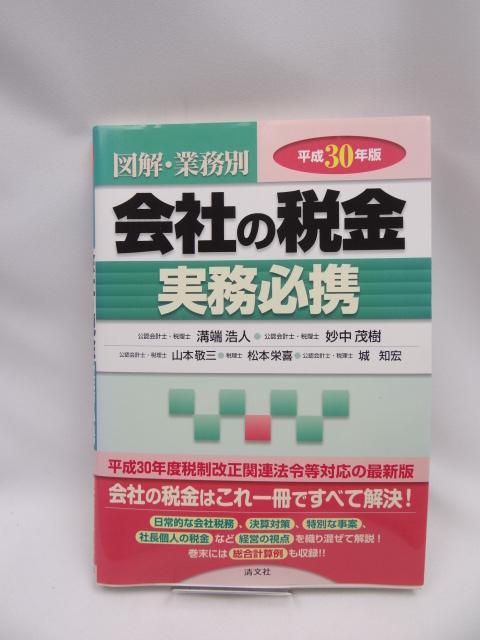 図解・業務別
平成30年版
会社の税金
実務必携
公認会計士・税理士 溝端 浩人 ● 公認会計士・税理士 妙中 茂樹
公認会計士・税理士 山本 敬三 ● 税理士 松本 栄喜 ● 公認会計士・税理士 城 知宏
平成30年度税制改正関連法令等対応の最新版
会社の税金はこれ一冊ですべて解決！
日常的な会社税務、決算対策、特別な事案、
社長個人の税金など経営の視点を織り混ぜて解説！
巻末には総合計算例も収録!!
清文社